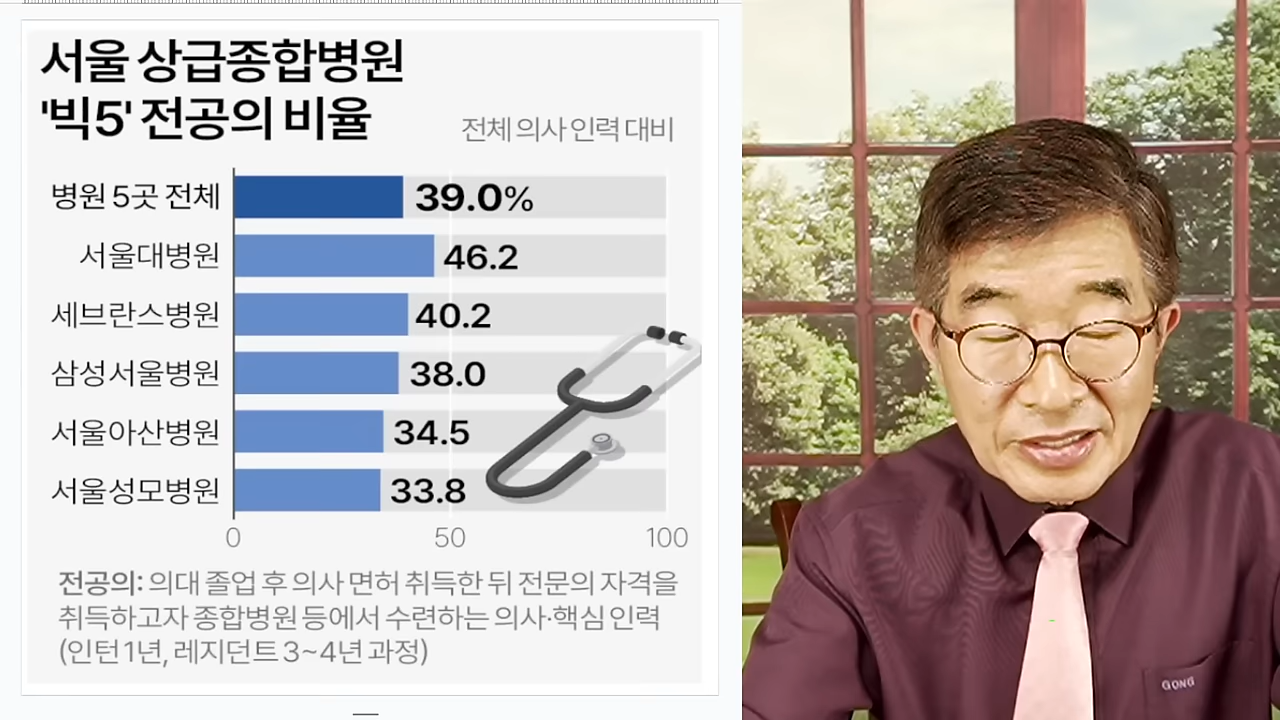 서울 상급종합병원
'빅5' 전공의 비율
전체 의사 인력 대비
병원 5곳 전체 39.0%
서울대병원 46.2
세브란스병원 40.2
삼성서울병원 38.0
서울아산병원 34.5
서울성모병원 33.8
0 50 100
전공의: 의대 졸업 후 의사 면허 취득한 뒤 전문의 자격을
취득하고자 종합병원 등에서 수련하는 의사·핵심 인력
(인턴 1년, 레지던트 3~4년 과정)
GONG